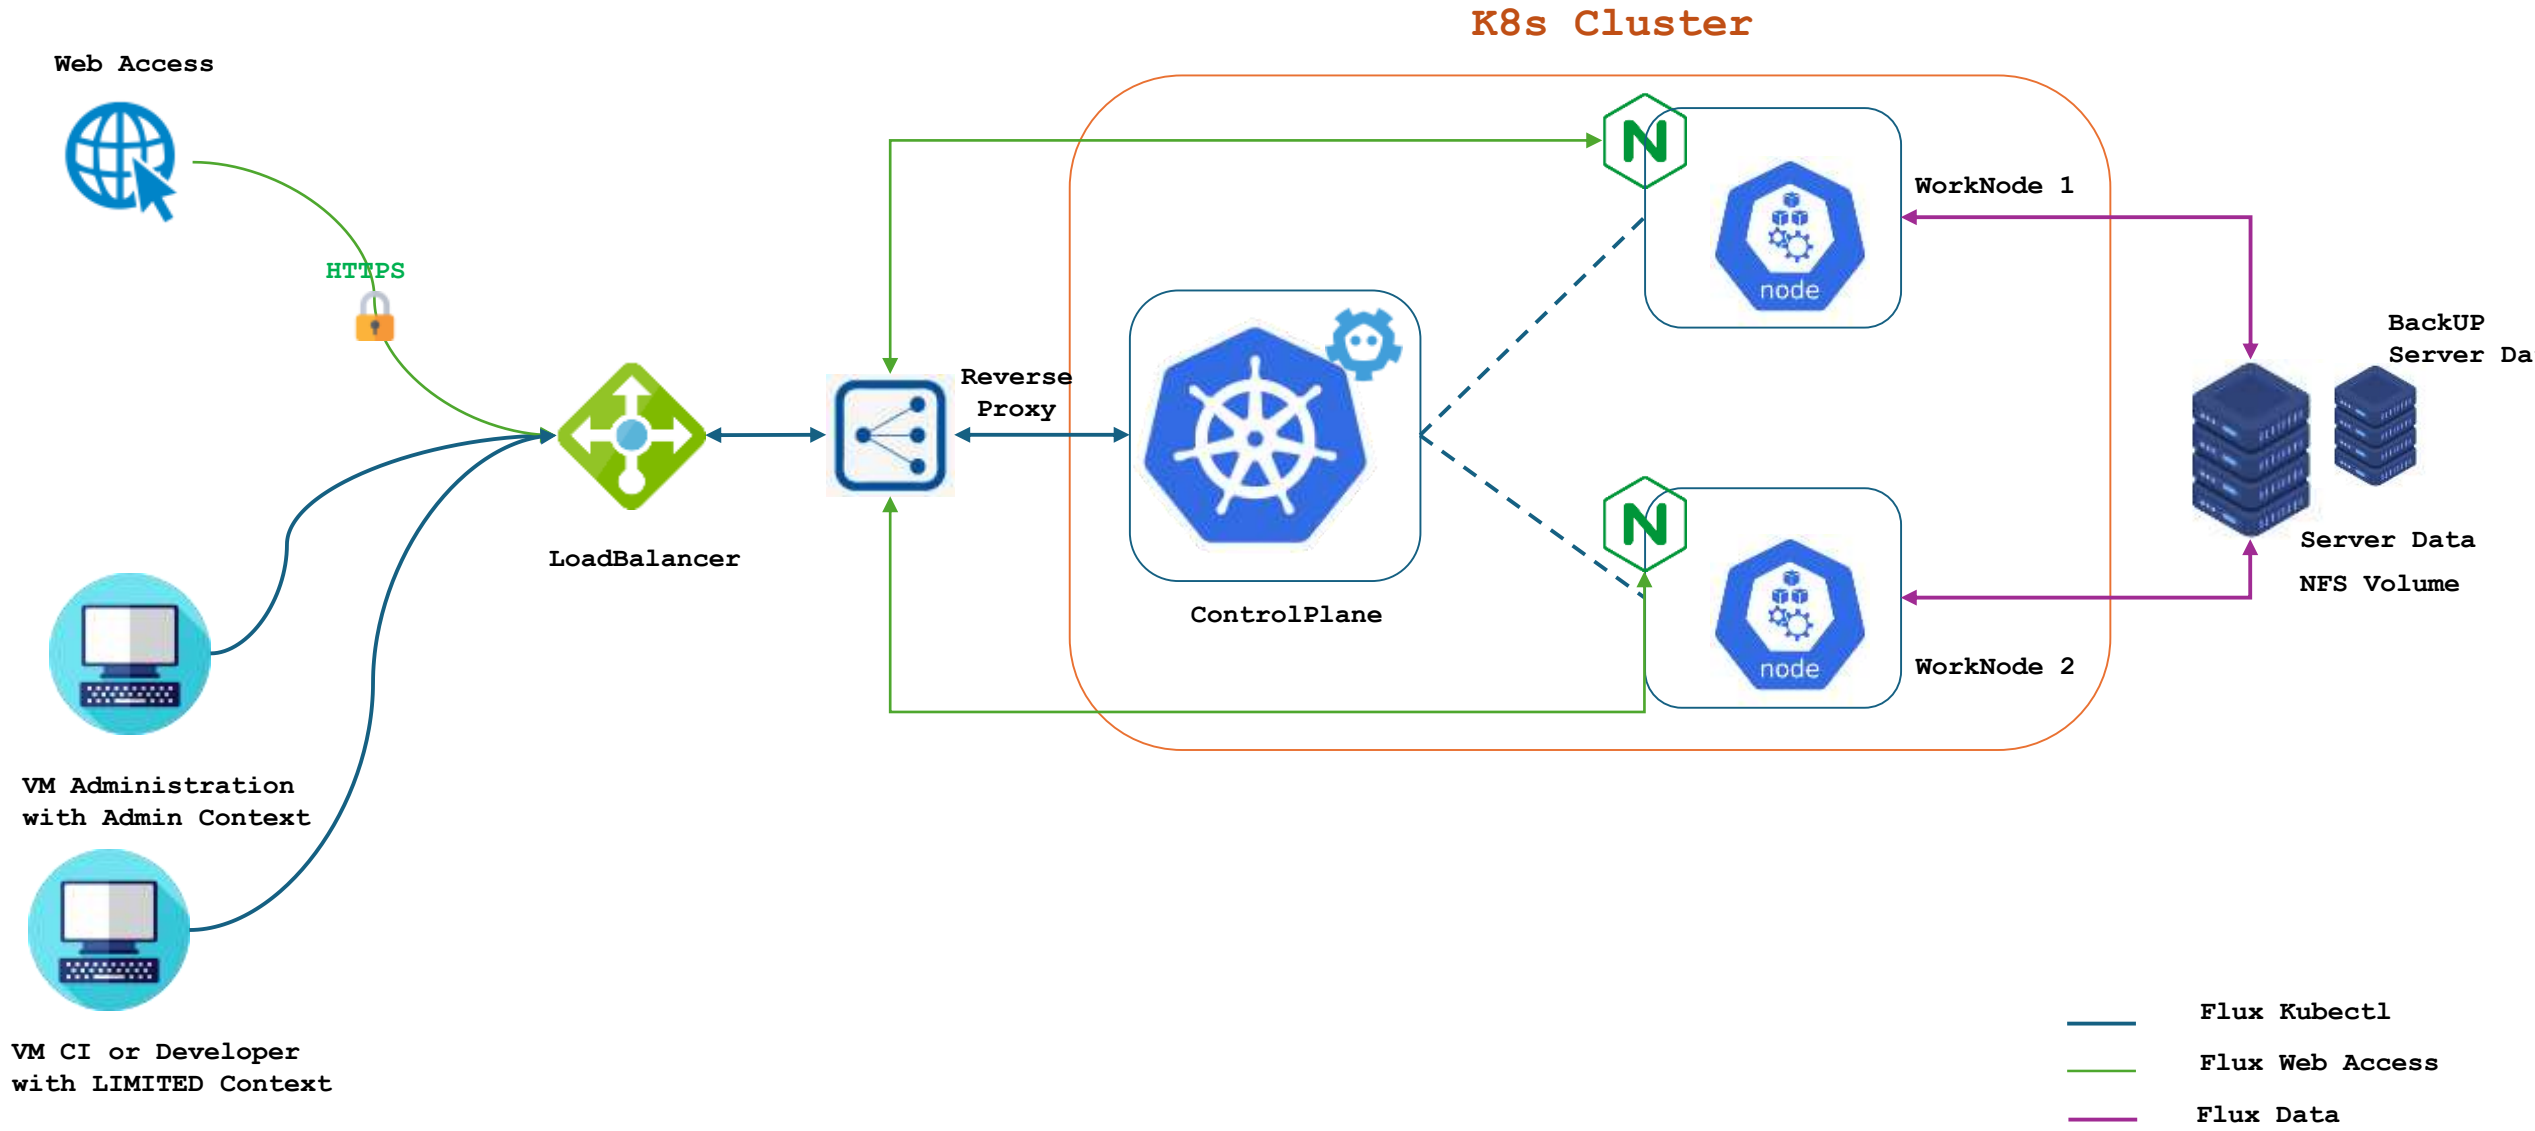 K8s Cluster
Web Access
HTTPS
LoadBalancer
Reverse
Proxy
ControlPlane
WorkNode 1
node
WorkNode 2
node
BackUP
Server Da
Server Data
NFS Volume
VM Administration
with Admin Context
VM CI or Developer
with LIMITED Context
Flux Kubectl
Flux Web Access
Flux Data